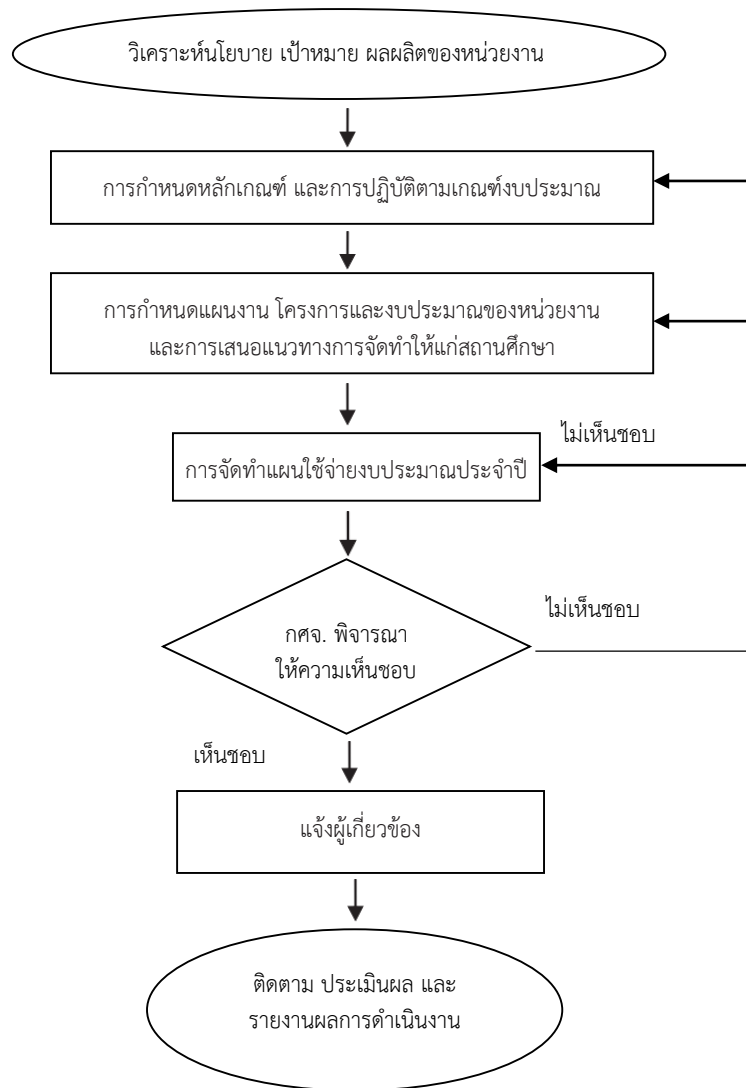 วิเคราะห์นโยบาย เป้าหมาย ผลผลิตของหน่วยงาน
การกำหนดหลักเกณฑ์ และการปฏิบัติตามเกณฑ์งบประมาณ
การกำหนดแผนงาน โครงการและงบประมาณของหน่วยงาน
และการเสนอแนวทางการจัดทำให้แก่สถานศึกษา
ไม่เห็นชอบ
การจัดทำแผนใช้จ่ายงบประมาณประจำปี
ไม่เห็นชอบ
กศจ. พิจารณา
ให้ความเห็นชอบ
เห็นชอบ
แจ้งผู้เกี่ยวข้อง
ติดตาม ประเมินผล และ
รายงานผลการดำเนินงาน